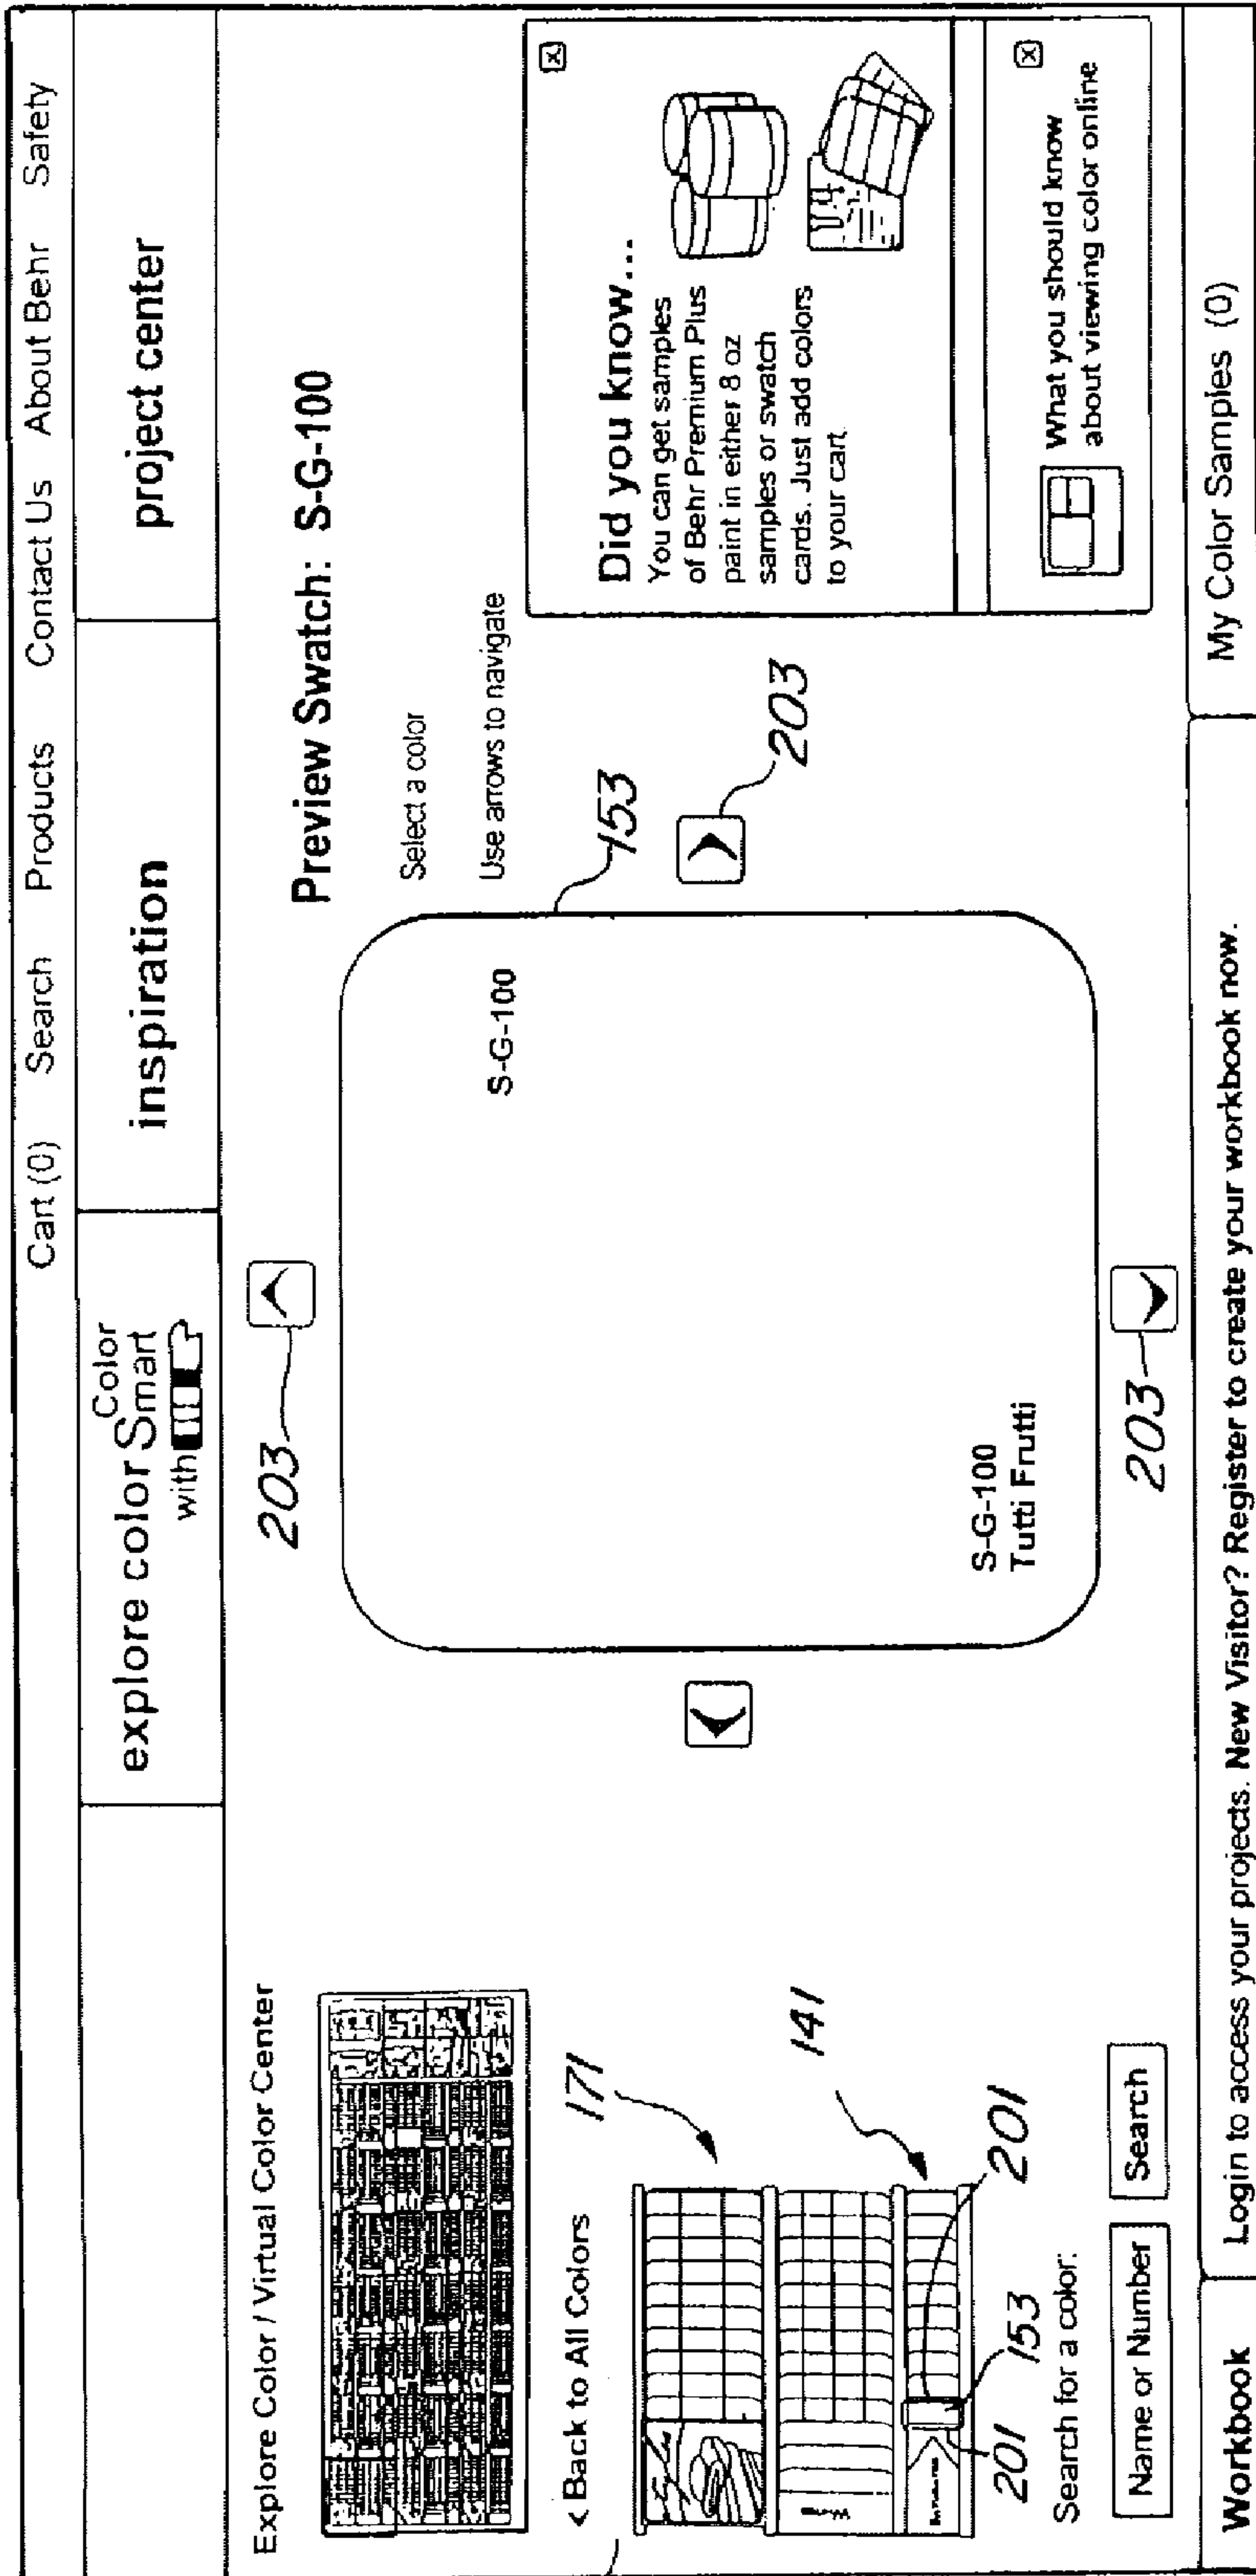 Cart (0) Search Products Contact Us About Behr Safety
explore color
with
Color
Smart
inspiration
project center
Explore Color / Virtual Color Center
< Back to All Colors
171
141
201
153
201
Search for a color:
Name or Number
Search
203
203
203
153
S-G-100
S-G-100
Tutti Frutti
Preview Swatch: S-G-100
Select a color
Use arrows to navigate
Did you know...
You can get samples
of Behr Premium Plus
paint in either 8 oz
samples or swatch
cards. Just add colors
to your cart.
What you should know
about viewing color online
Workbook
Login to access your projects. New Visitor? Register to create your workbook now.
My Color Samples (0)